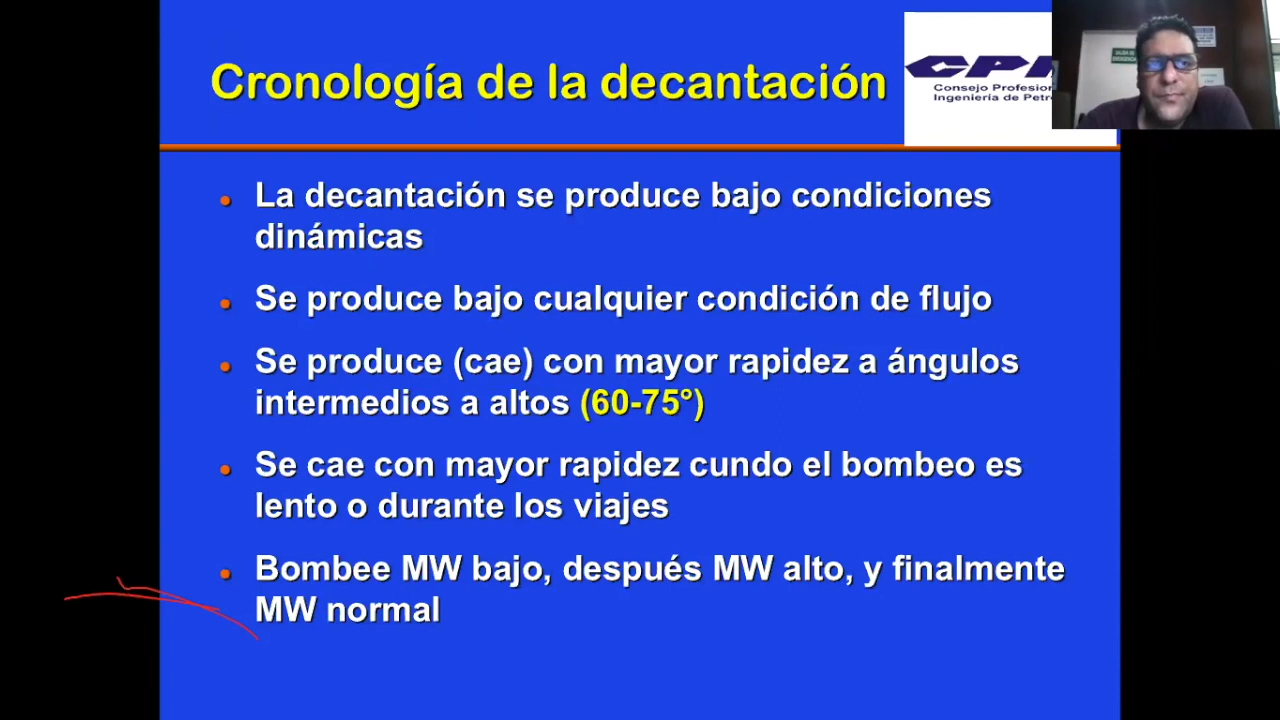 Cronología de la decantación
Consejo Profesion
Ingeniería de Petr
La decantación se produce bajo condiciones
dinámicas
Se produce bajo cualquier condición de flujo
Se produce (cae) con mayor rapidez a ángulos
intermedios a altos (60-75°)
Se cae con mayor rapidez cundo el bombeo es
lento o durante los viajes
Bombee MW bajo, después MW alto, y finalmente
MW normal